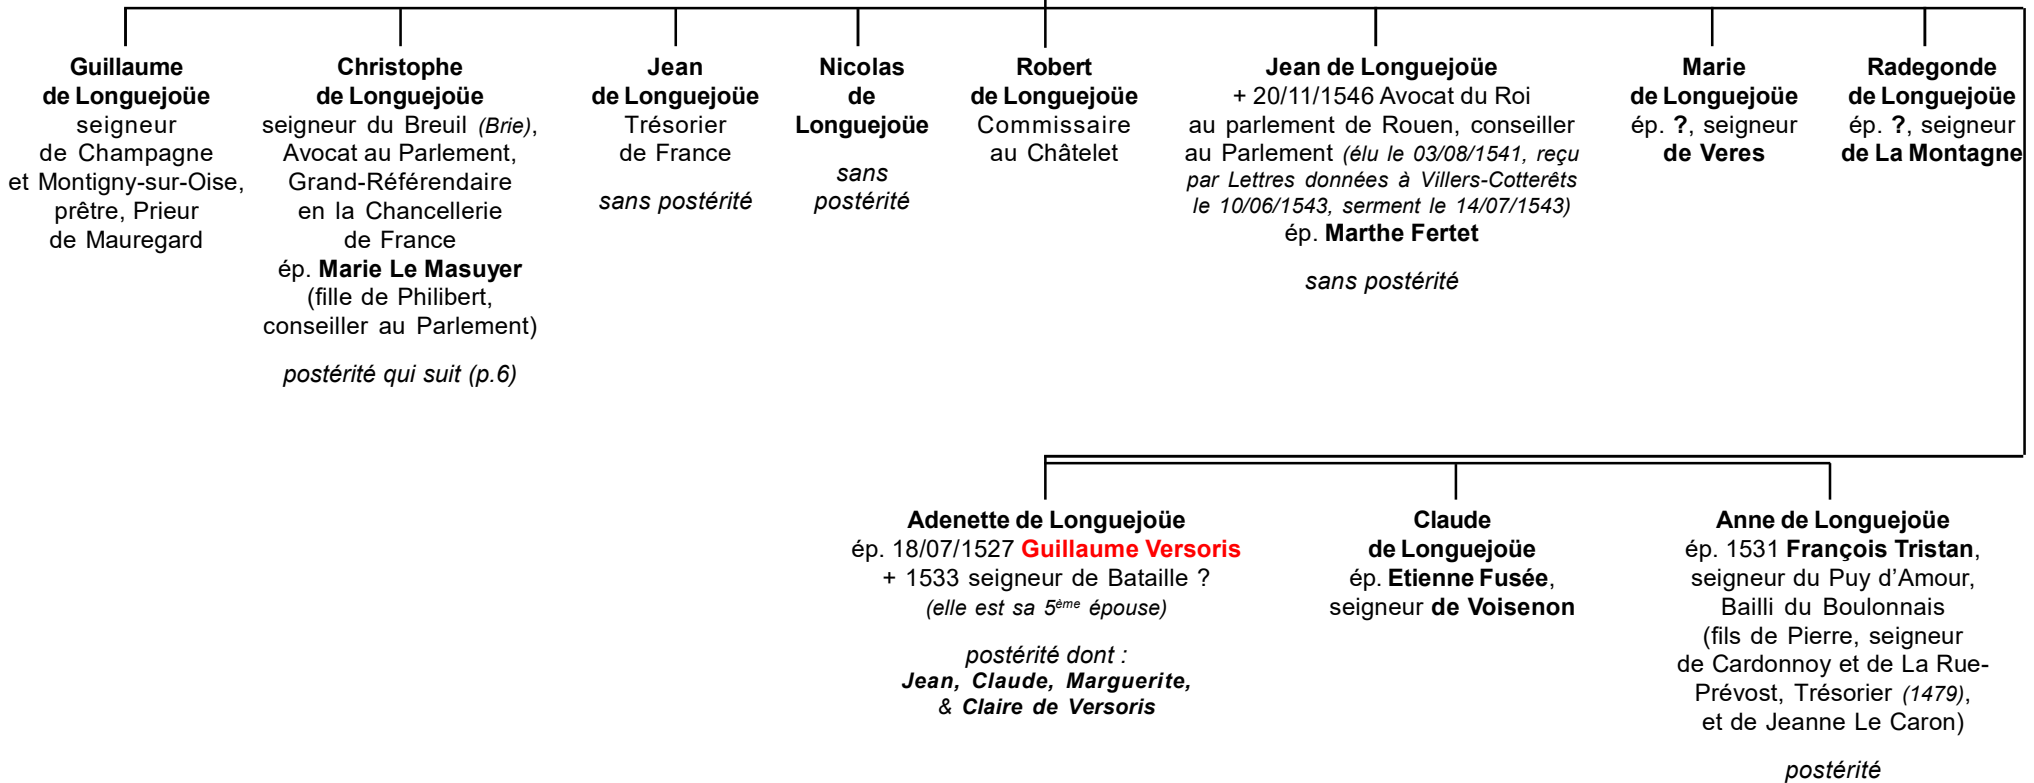 Guillaume
de Longuejoüe
seigneur
de Champagne
et Montigny-sur-Oise,
prêtre, Prieur
de Mauregard
Christophe
de Longuejoüe
seigneur du Breuil (Brie),
Avocat au Parlement,
Grand-Référendaire
en la Chancellerie
de France
ép. Marie Le Masuyer
(fille de Philibert,
conseiller au Parlement)
postérité qui suit (p.6)
Jean
de Longuejoüe
Trésorier
de France
sans postérité
Nicolas
de
Longuejoüe
sans
postérité
Robert
de Longuejoüe
Commissaire
au Châtelet
Jean de Longuejoüe
+ 20/11/1546 Avocat du Roi
au parlement de Rouen, conseiller
au Parlement (élu le 03/08/1541, reçu
par Lettres données à Villers-Cotterêts
le 10/06/1543, serment le 14/07/1543)
ép. Marthe Fertet
sans postérité
Marie
de Longuejoüe
ép. ?, seigneur
de Veres
Radegonde
de Longuejoüe
ép. ?, seigneur
de La Montagne
Adenette de Longuejoüe
ép. 18/07/1527 Guillaume Versoris
+ 1533 seigneur de Bataille ?
(elle est sa 5ème épouse)
postérité dont :
Jean, Claude, Marguerite,
& Claire de Versoris
Claude
de Longuejoüe
ép. Etienne Fusée,
seigneur de Voisenon
Anne de Longuejoüe
ép. 1531 François Tristan,
seigneur du Puy d’Amour,
Bailli du Boulonnais
(fils de Pierre, seigneur
de Cardonnoy et de La Rue-
Prévost, Trésorier (1479),
et de Jeanne Le Caron)
postérité